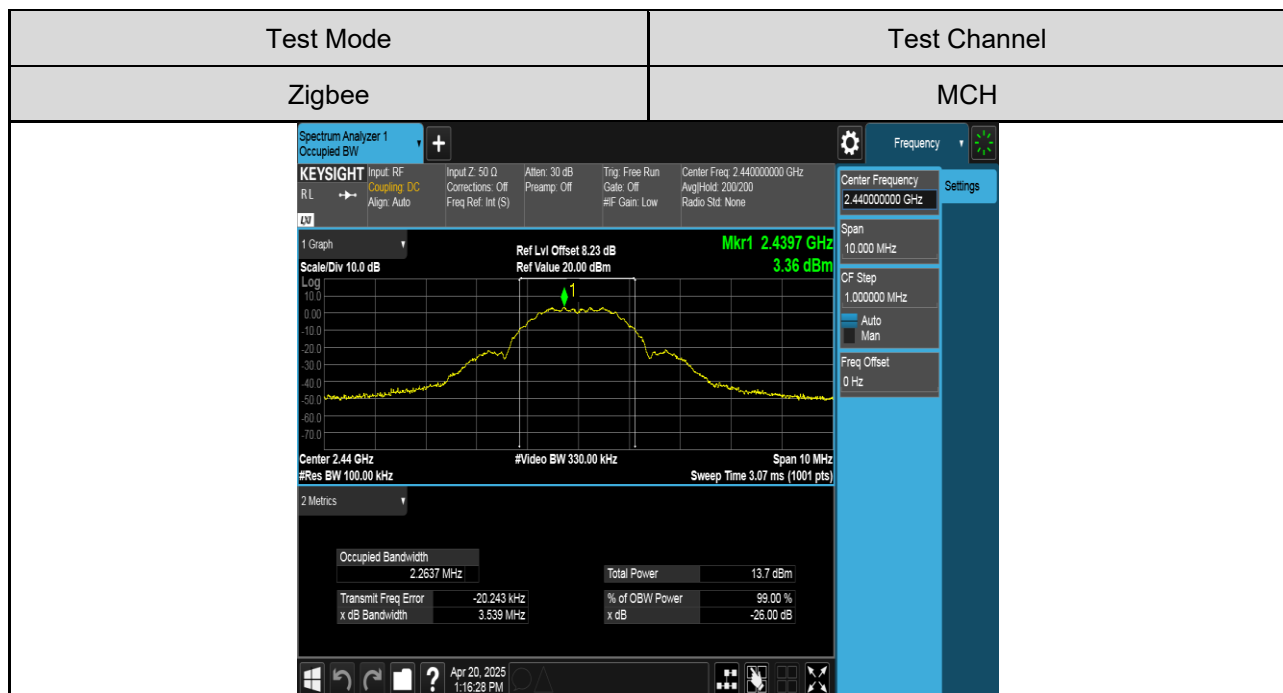 Test Mode Test Channel
Zigbee MCH
Spectrum Analyzer 1
Occupied BW
+
Frequency
KEYSIGHT
RL
LXI
Input: RF
Coupling: DC
Align: Auto
Input Z: 50 Ω
Corrections: Off
Freq Ref: Int (S)
Atten: 30 dB
Preamp: Off
Trig: Free Run
Gate: Off
#IF Gain: Low
Center Freq: 2.440000000 GHz
Avg|Hold: 200/200
Radio Std: None
Center Frequency
2.440000000 GHz
Settings
Span
10.000 MHz
CF Step
1.000000 MHz
Auto
Man
Freq Offset
0 Hz
1 Graph
Scale/Div 10.0 dB
Ref Lvl Offset 8.23 dB
Ref Value 20.00 dBm
Mkr1 2.4397 GHz
3.36 dBm
Log
10.0
0.00
-10.0
-20.0
-30.0
-40.0
-50.0
-60.0
-70.0
1
Center 2.44 GHz
#Res BW 100.00 kHz
#Video BW 330.00 kHz
Span 10 MHz
Sweep Time 3.07 ms (1001 pts)
2 Metrics
Occupied Bandwidth
2.2637 MHz
Total Power 13.7 dBm
Transmit Freq Error -20.243 kHz
% of OBW Power 99.00 %
x dB Bandwidth 3.539 MHz
x dB -26.00 dB
?
Apr 20, 2025
1:16:28 PM